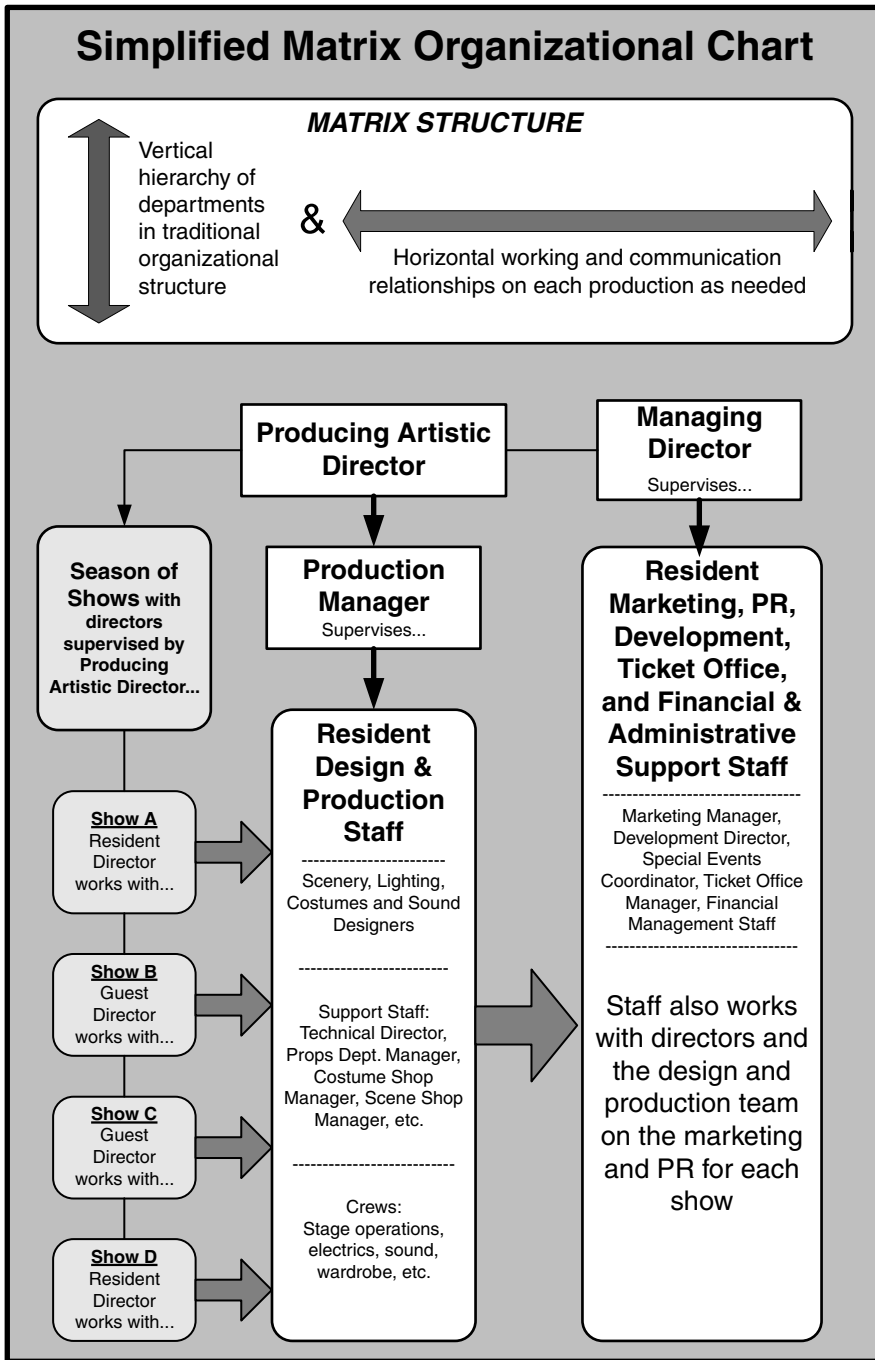 Simplified Matrix Organizational Chart
MATRIX STRUCTURE
Vertical
hierarchy of
departments
in traditional
organizational
structure
&
Horizontal working and communication
relationships on each production as needed
Producing Artistic
Director
Managing
Director
Supervises...
Season of
Shows with
directors
supervised by
Producing
Artistic Director...
Production
Manager
Supervises...
Resident
Marketing, PR,
Development,
Ticket Office,
and Financial &
Administrative
Support Staff
---------------------------------
Marketing Manager,
Development Director,
Special Events
Coordinator, Ticket Office
Manager, Financial
Management Staff
---------------------------------
Staff also works
with directors and
the design and
production team
on the marketing
and PR for each
show
Resident
Design &
Production
Staff
------------------------
Scenery, Lighting,
Costumes and Sound
Designers
-------------------------
Support Staff:
Technical Director,
Props Dept. Manager,
Costume Shop
Manager, Scene Shop
Manager, etc.
---------------------------
Crews:
Stage operations,
electrics, sound,
wardrobe, etc.
Show A
Resident
Director
works with...
Show B
Guest
Director
works with...
Show C
Guest
Director
works with...
Show D
Resident
Director
works with...